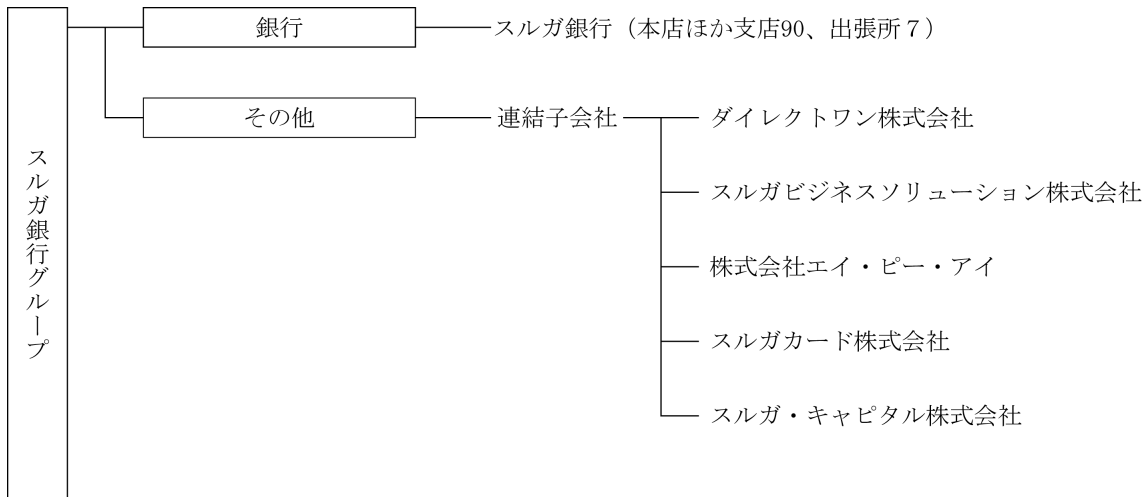 スルガ銀行グループ
銀行
スルガ銀行（本店ほか支店90、出張所７）
その他
連結子会社
ダイレクトワン株式会社
スルガビジネスソリューション株式会社
株式会社エイ・ピー・アイ
スルガカード株式会社
スルガ・キャピタル株式会社